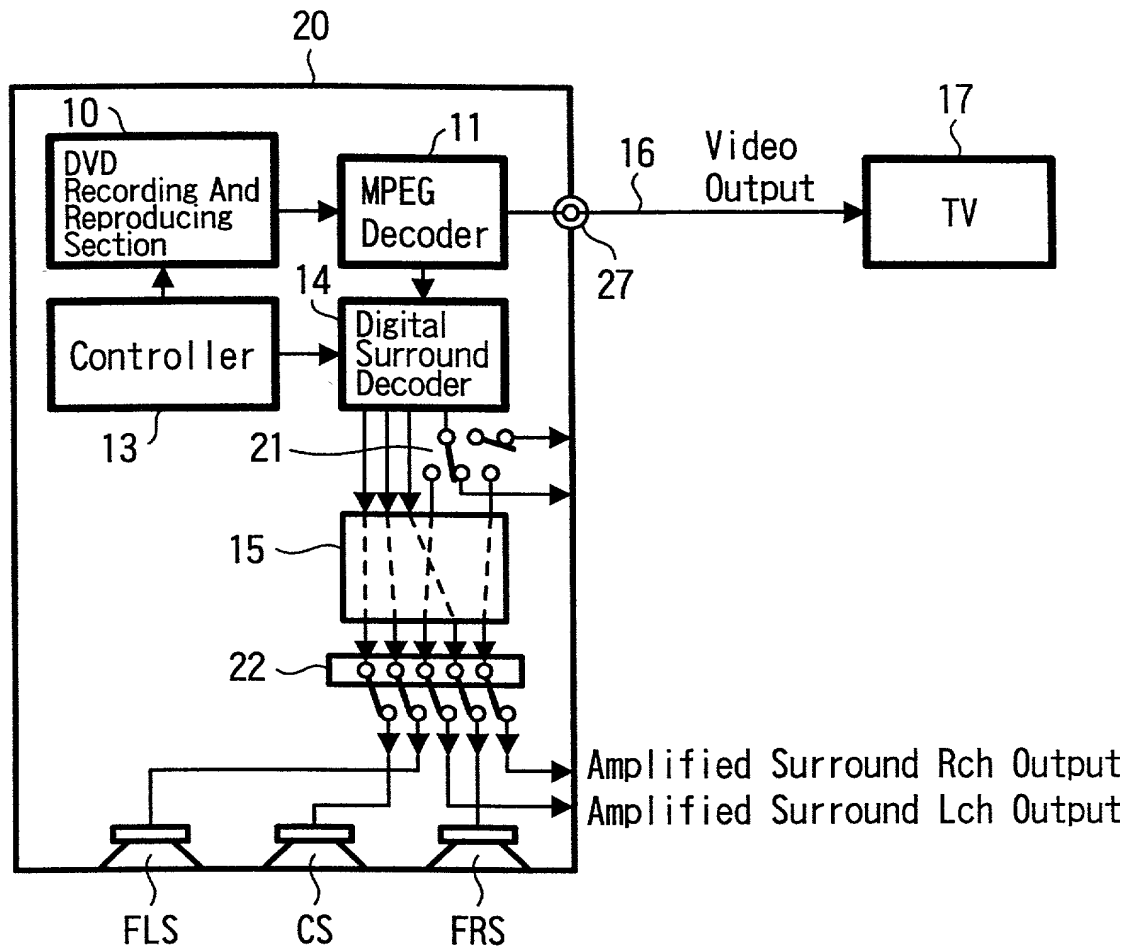 20
10
DVD
Recording And
Reproducing
Section
11
MPEG
Decoder
16
Video
Output
17
TV
27
Controller
13
14
Digital
Surround
Decoder
21
15
22
Amplified Surround Rch Output
Amplified Surround Lch Output
FLS
CS
FRS